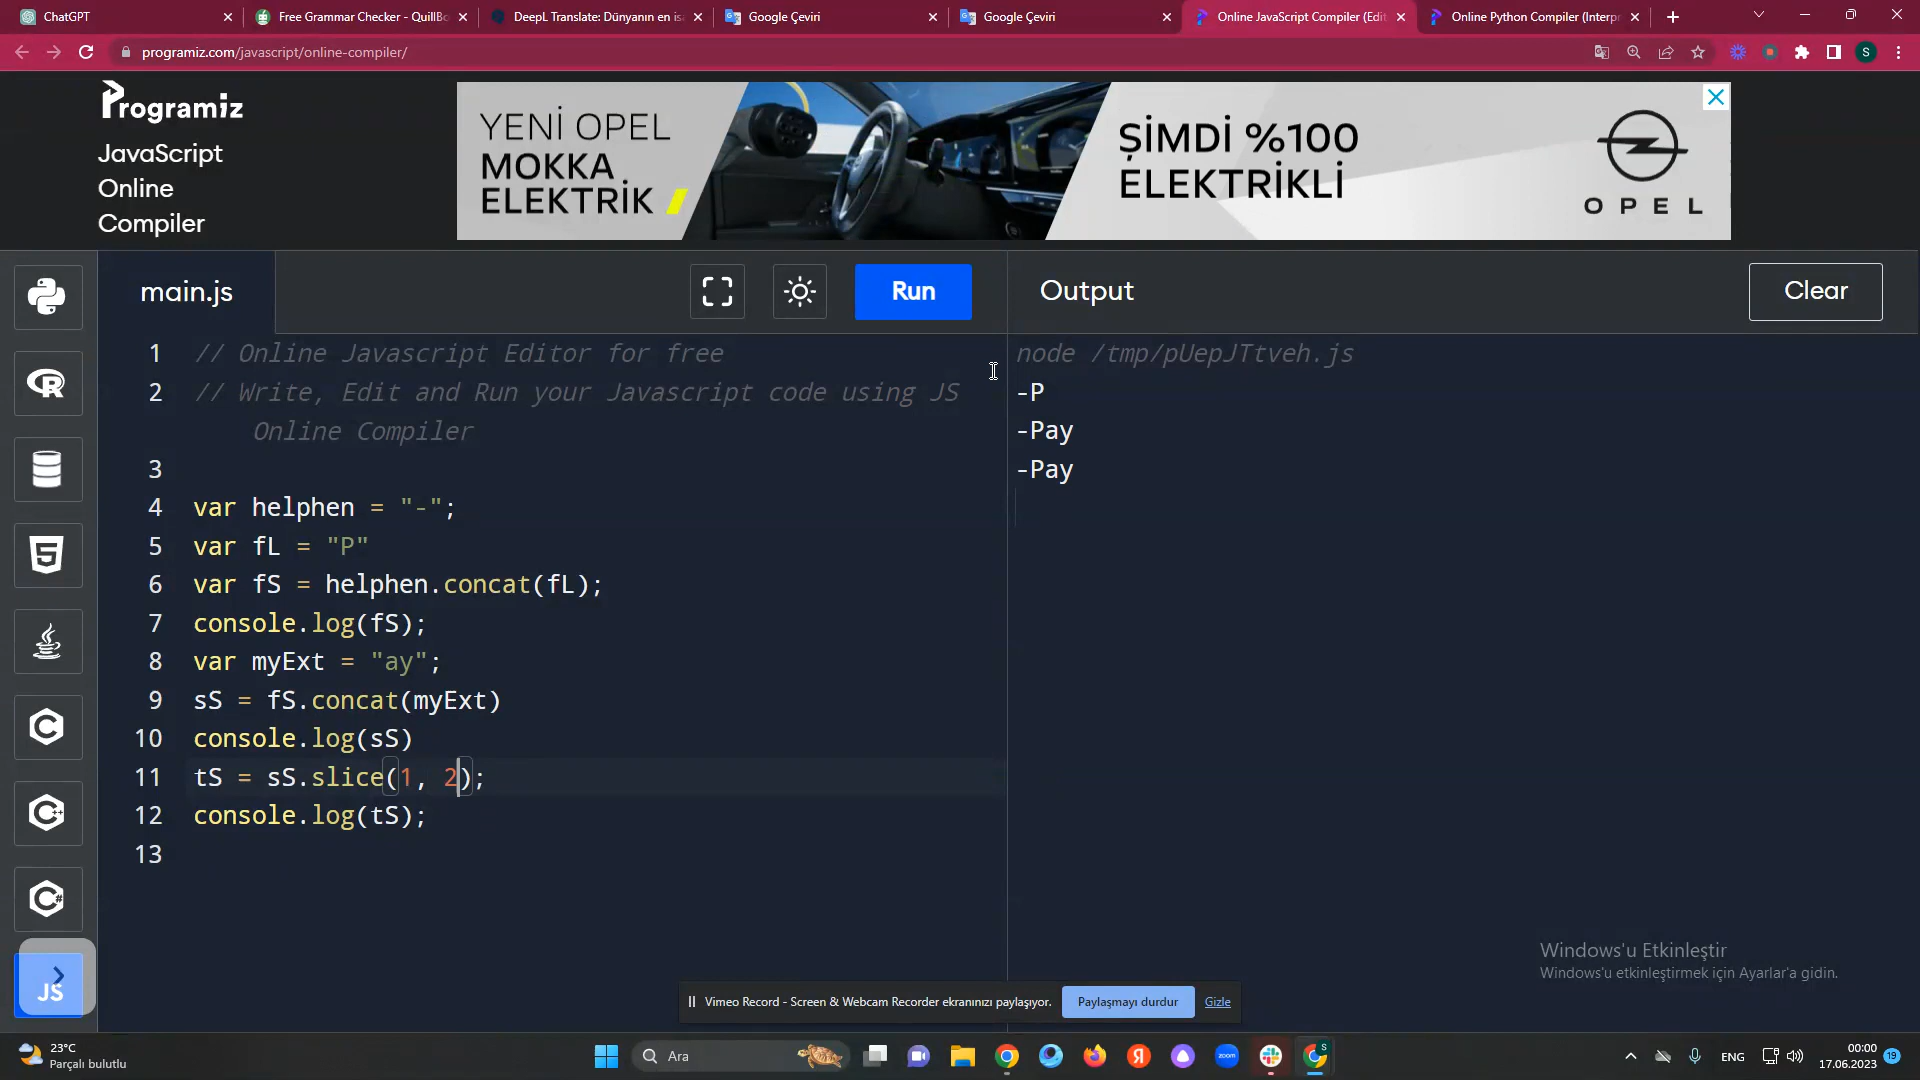 ChatGPT
Free Grammar Checker - QuillBo
DeepL Translate: Dünyanın en isa
Google Çeviri
Google Çeviri
Online JavaScript Compiler (Edit
Online Python Compiler (Interpr
programiz.com/javascript/online-compiler/
S
Programiz
JavaScript
Online
Compiler
YENİ OPEL
MOKKA
ELEKTRİK
ŞİMDİ %100
ELEKTRİKLİ
OPEL
main.js
Run
Output
Clear
1 // Online Javascript Editor for free
2 // Write, Edit and Run your Javascript code using JS
Online Compiler
3
4 var helphen = "-";
5 var fL = "P"
6 var fS = helphen.concat(fL);
7 console.log(fS);
8 var myExt = "ay";
9 sS = fS.concat(myExt)
10 console.log(sS)
11 tS = sS.slice(1, 2);
12 console.log(tS);
13
node /tmp/pUepJTtveh.js
-P
-Pay
-Pay
JS
Windows'u Etkinleştir
Windows'u etkinleştirmek için Ayarlar'a gidin.
Vimeo Record - Screen & Webcam Recorder ekranınızı paylaşıyor.
Paylaşmayı durdur
Gizle
23°C
Parçalı bulutlu
Ara
zoom
S
ENG
00:00
17.06.2023
19